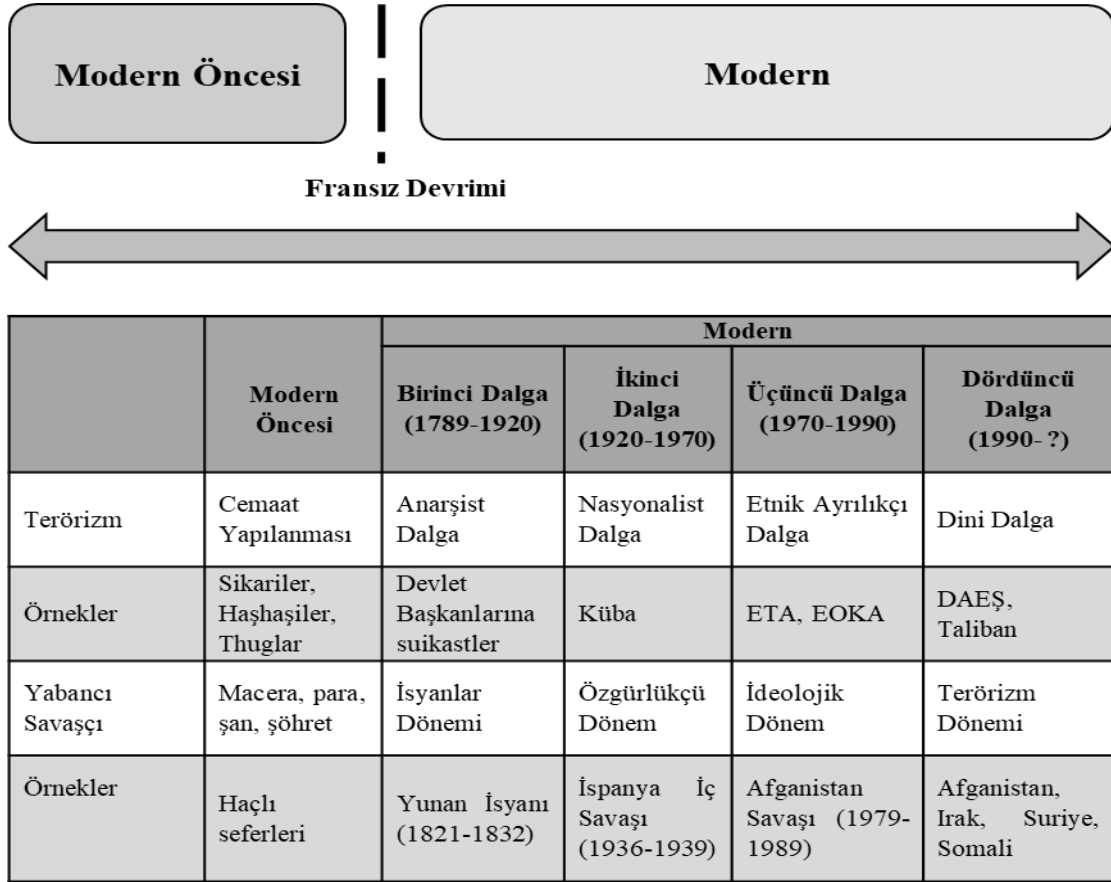 Modern Öncesi
Modern
Fransız Devrimi
Modern
Modern
Öncesi
Birinci Dalga
(1789-1920)
İkinci
Dalga
(1920-1970)
Üçüncü Dalga
(1970-1990)
Dördüncü
Dalga
(1990- ?)
Terörizm
Cemaat
Yapılanması
Anarşist
Dalga
Nasyonalist
Dalga
Etnik Ayrılıkçı
Dalga
Dini Dalga
Örnekler
Sikariler,
Haşhaşiler,
Thuglar
Devlet
Başkanlarına
suikastler
Küba
ETA, EOKA
DAEŞ,
Taliban
Yabancı
Savaşçı
Macera, para,
şan, şöhret
İsyanlar
Dönemi
Özgürlükçü
Dönem
İdeolojik
Dönem
Terörizm
Dönemi
Örnekler
Haçlı
seferleri
Yunan İsyanı
(1821-1832)
İspanya İç
Savaşı
(1936-1939)
Afganistan
Savaşı (1979-
1989)
Afganistan,
Irak, Suriye,
Somali